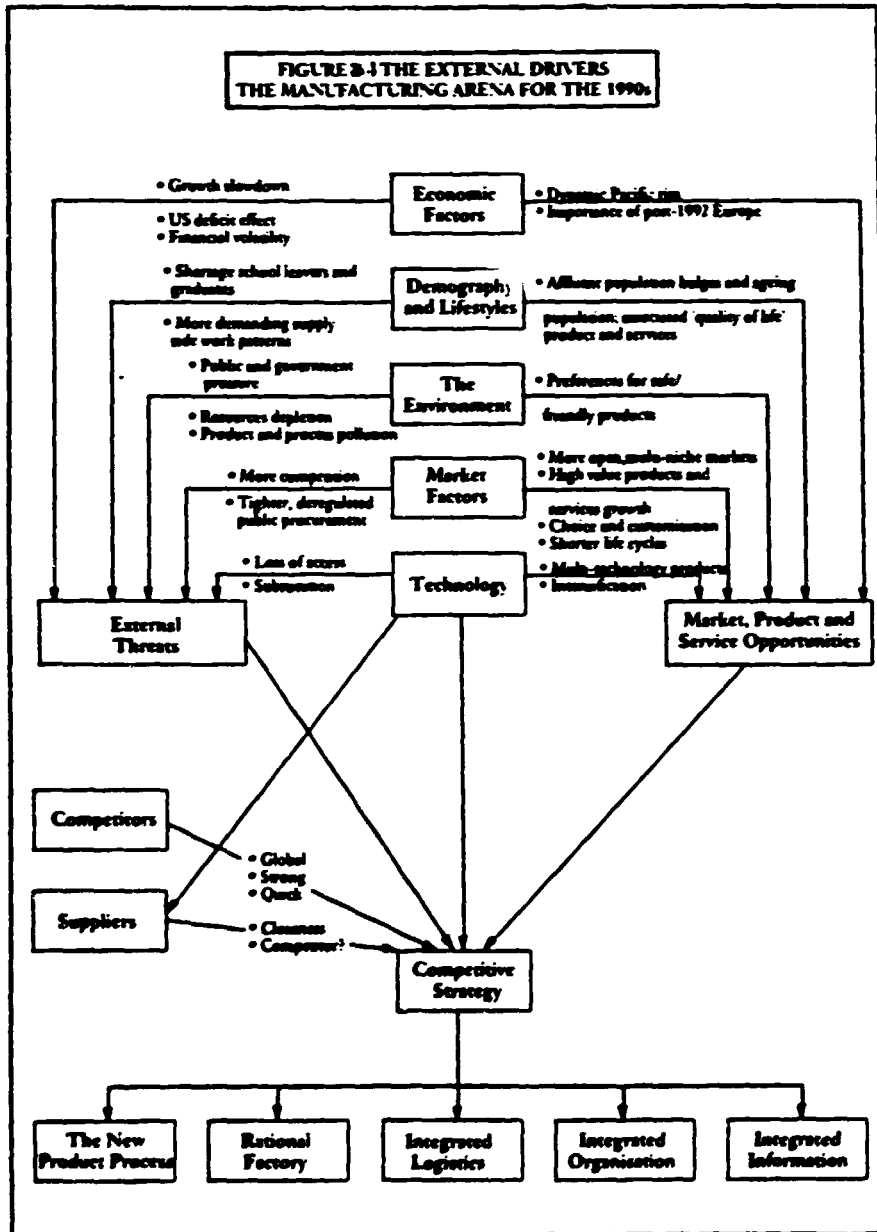 FIGURE B-1 THE EXTERNAL DRIVERS
THE MANUFACTURING ARENA FOR THE 1990s
• Growth slowdown
• US deficit effect
• Financial volatility
Economic
Factors
• Dynamic Pacific rim
• Importance of post-1992 Europe
• Shortage school leavers and
graduates
• More demanding supply
side work patterns
Demography
and Lifestyles
• Affluent population bulges and ageing
population; associated 'quality of life'
product and services
• Public and government
pressure
• Resources depletion
• Product and process pollution
The
Environment
• Preferences for safe/
friendly products
• More competition
• Tighter, deregulated
public procurement
Market
Factors
• More open, multi-niche markets
• High value products and
services growth
• Choice and customisation
• Shorter life cycles
• Loss of access
• Substitution
Technology
• Multi-technology products
• Intensification
External
Threats
Market, Product and
Service Opportunities
Competitors
• Global
• Strong
• Quick
Suppliers
• Closeness
• Competitor?
Competitive
Strategy
The New
Product Process
Rational
Factory
Integrated
Logistics
Integrated
Organisation
Integrated
Information